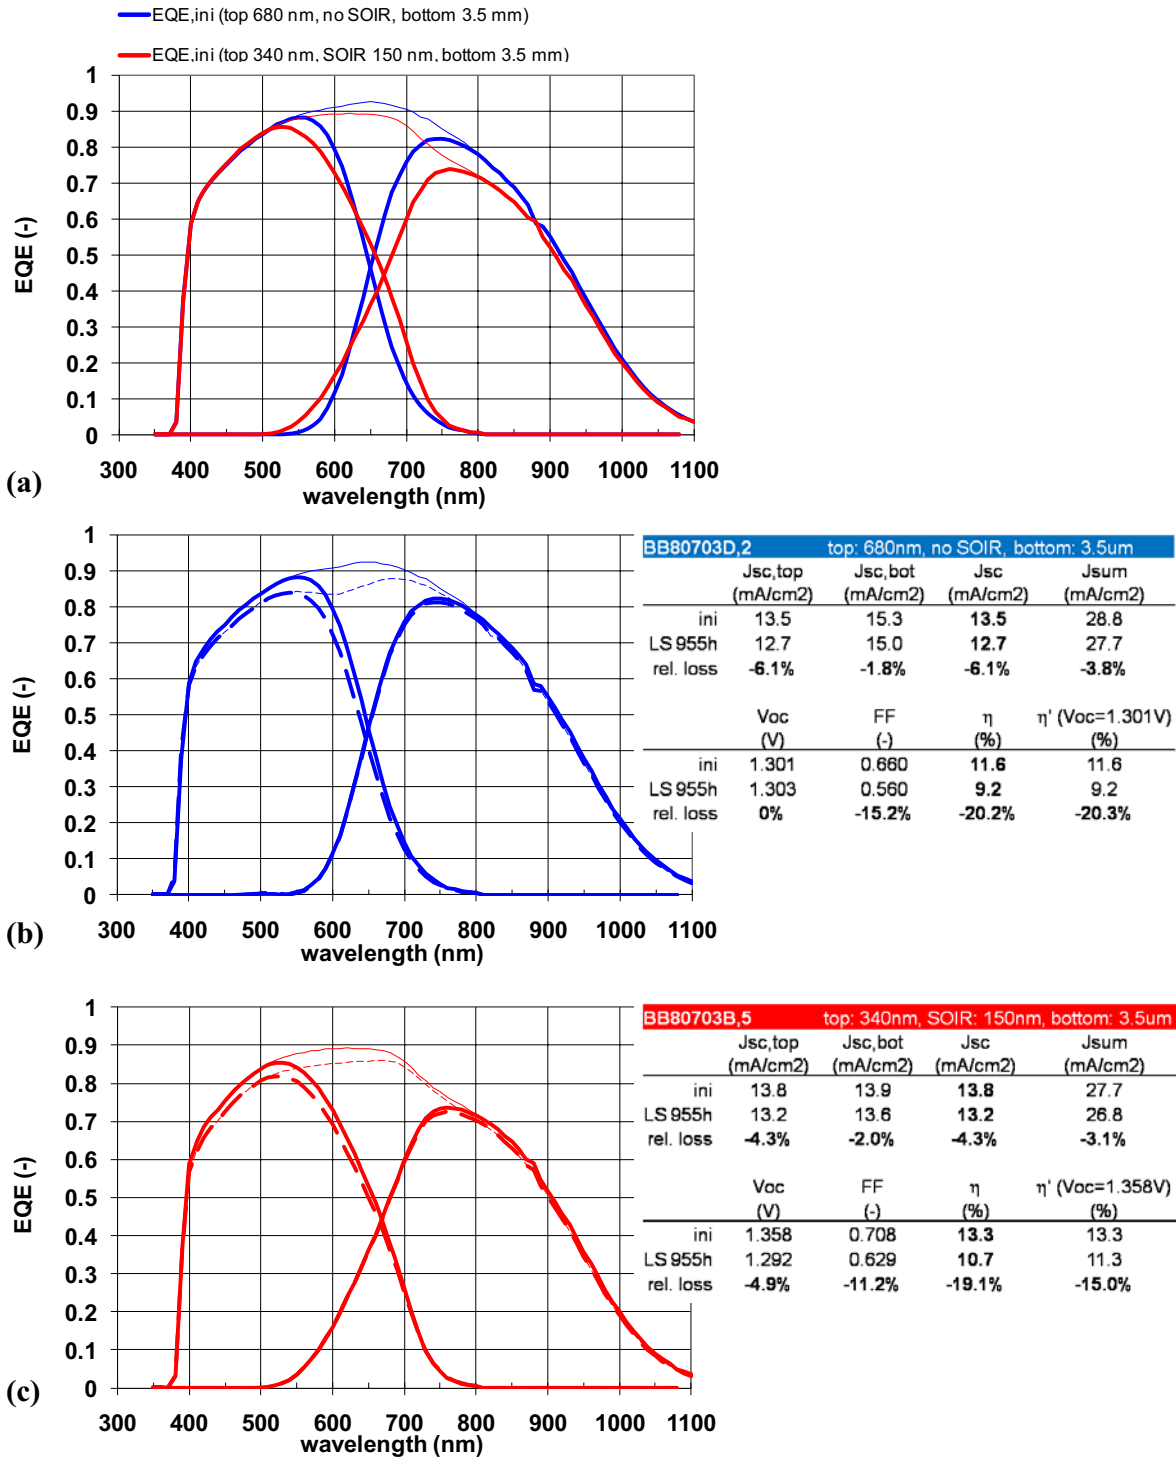 EQE,ini (top 680 nm, no SOIR, bottom 3.5 mm)
EQE,ini (top 340 nm, SOIR 150 nm, bottom 3.5 mm)
1
0.9
0.8
0.7
0.6
0.5
0.4
0.3
0.2
0.1
0
EQE (-)
300 400 500 600 700 800 900 1000 1100
wavelength (nm)
(a)
1
0.9
0.8
0.7
0.6
0.5
0.4
0.3
0.2
0.1
0
EQE (-)
300 400 500 600 700 800 900 1000 1100
wavelength (nm)
(b)
BB80703D,2 top: 680nm, no SOIR, bottom: 3.5um
Jsc,top Jsc,bot Jsc Jsum
(mA/cm2) (mA/cm2) (mA/cm2) (mA/cm2)
ini 13.5 15.3 13.5 28.8
LS 955h 12.7 15.0 12.7 27.7
rel. loss -6.1% -1.8% -6.1% -3.8%
Voc FF η η' (Voc=1.301V)
(V) (-) (%) (%)
ini 1.301 0.660 11.6 11.6
LS 955h 1.303 0.560 9.2 9.2
rel. loss 0% -15.2% -20.2% -20.3%
1
0.9
0.8
0.7
0.6
0.5
0.4
0.3
0.2
0.1
0
EQE (-)
300 400 500 600 700 800 900 1000 1100
wavelength (nm)
(c)
BB80703B,5 top: 340nm, SOIR: 150nm, bottom: 3.5um
Jsc,top Jsc,bot Jsc Jsum
(mA/cm2) (mA/cm2) (mA/cm2) (mA/cm2)
ini 13.8 13.9 13.8 27.7
LS 955h 13.2 13.6 13.2 26.8
rel. loss -4.3% -2.0% -4.3% -3.1%
Voc FF η η' (Voc=1.358V)
(V) (-) (%) (%)
ini 1.358 0.708 13.3 13.3
LS 955h 1.292 0.629 10.7 11.3
rel. loss -4.9% -11.2% -19.1% -15.0%